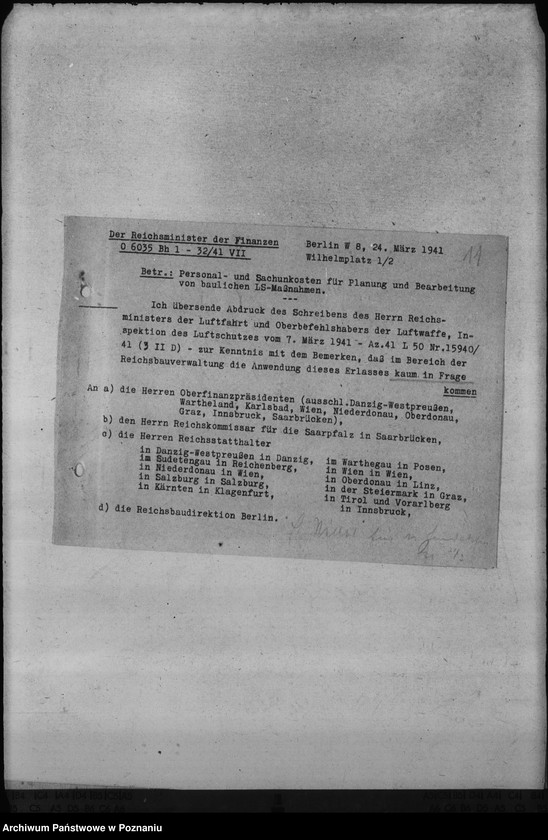 Der Reichsminister der Finanzen
O 6035 Bh 1 - 32/41 VII
Berlin W 8, 24. März 1941
Wilhelmplatz 1/2
Betr.: Personal- und Sachunkosten für Planung und Bearbeitung
von baulichen LS-Maßnahmen.
Ich übersende Abdruck des Schreibens des Herrn Reichs-
ministers der Luftfahrt und Oberbefehlshabers der Luftwaffe, In-
spektion des Luftschutzes vom 7. März 1941 - Az.41 L 50 Nr.15940/
41 (3 II D) - zur Kenntnis mit dem Bemerken, daß im Bereich der
Reichsbauverwaltung die Anwendung dieses Erlasses kaum in Frage
kommen
An a) die Herren Oberfinanzpräsidenten (ausschl.Danzig-Westpreußen,
Wartheland, Karlsbad, Wien, Niederdonau, Oberdonau,
Graz, Innsbruck, Saarbrücken),
b) den Herrn Reichskommissar für die Saarpfalz in Saarbrücken,
c) die Herren Reichsstatthalter
in Danzig-Westpreußen in Danzig,
im Sudetengau in Reichenberg,
in Niederdonau in Wien,
in Salzburg in Salzburg,
in Kärnten in Klagenfurt,
im Warthegau in Posen,
in Wien in Wien,
in Oberdonau in Linz,
in der Steiermark in Graz,
in Tirol und Vorarlberg
in Innsbruck,
d) die Reichsbaudirektion Berlin.
Archiwum Państwowe w Poznaniu